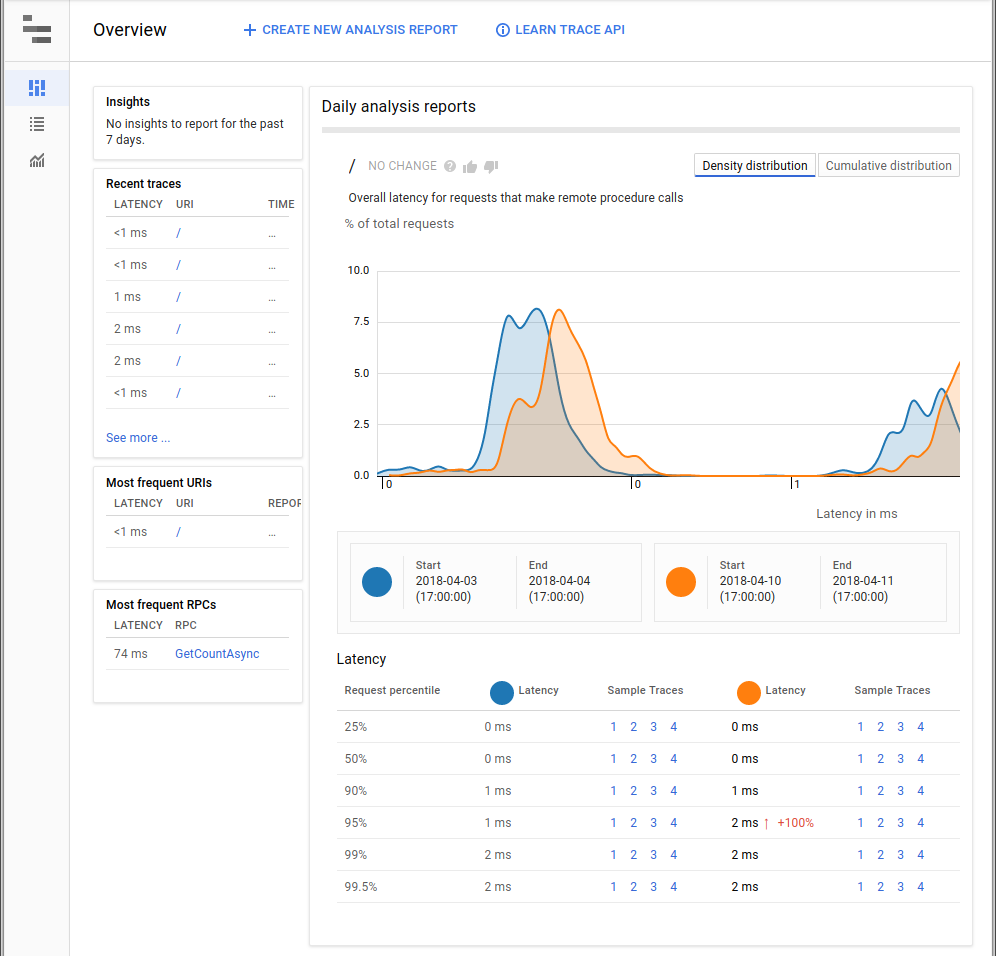 Overview
CREATE NEW ANALYSIS REPORT
LEARN TRACE API
Insights
No insights to report for the past
7 days.
Recent traces
LATENCY URI TIME
<1 ms / ...
<1 ms / ...
1 ms / ...
2 ms / ...
2 ms / ...
<1 ms / ...
See more ...
Most frequent URIs
LATENCY URI REPOR
<1 ms / ...
Most frequent RPCs
LATENCY RPC
74 ms GetCountAsync
Daily analysis reports
/ NO CHANGE ?
Density distribution
Cumulative distribution
Overall latency for requests that make remote procedure calls
% of total requests
10.0
7.5
5.0
2.5
0.0
0 0 1
Latency in ms
Start
2018-04-03
(17:00:00)
End
2018-04-04
(17:00:00)
Start
2018-04-10
(17:00:00)
End
2018-04-11
(17:00:00)
Latency
Request percentile Latency Sample Traces Latency Sample Traces
25% 0 ms 1 2 3 4 0 ms 1 2 3 4
50% 0 ms 1 2 3 4 0 ms 1 2 3 4
90% 1 ms 1 2 3 4 1 ms 1 2 3 4
95% 1 ms 1 2 3 4 2 ms ↑ +100% 1 2 3 4
99% 2 ms 1 2 3 4 2 ms 1 2 3 4
99.5% 2 ms 1 2 3 4 2 ms 1 2 3 4